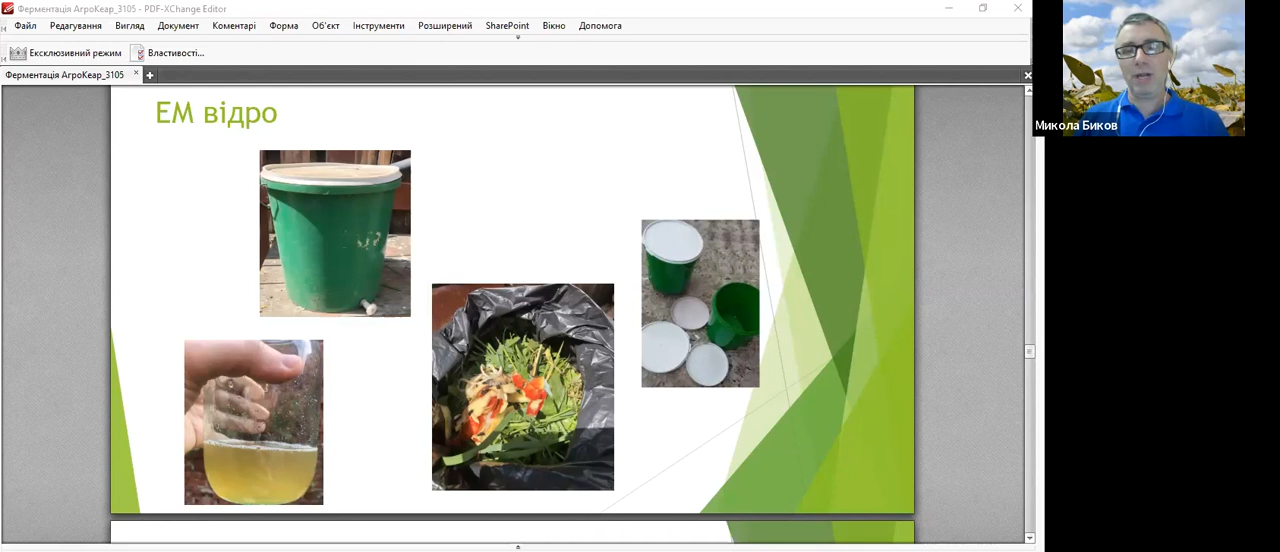 Ферментація АгроКеар_3105 - PDF-XChange Editor
Файл Редагування Вигляд Документ Коментарі Форма Об'єкт Інструменти Розширений SharePoint Вікно Допомога
Ексклюзивний режим Властивості...
Ферментація АгроКеар_3105
ЕМ відро
Микола Биков